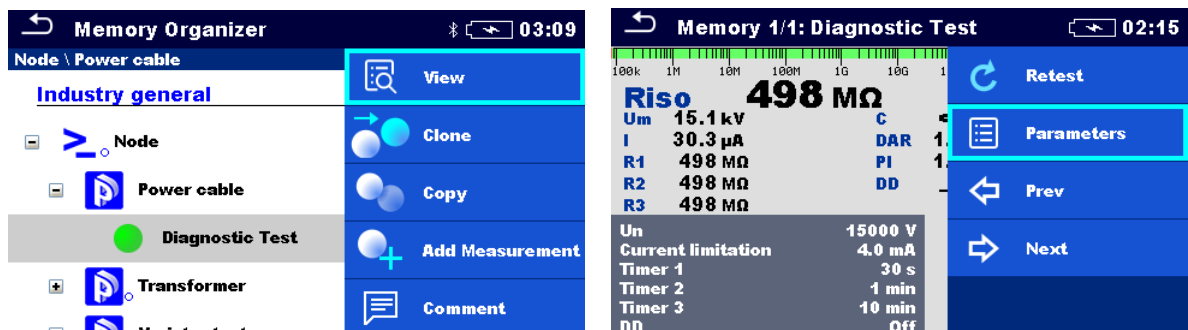 Memory Organizer 03:09
Node \ Power cable
Industry general
Node
Power cable
Diagnostic Test
Transformer
View
Clone
Copy
Add Measurement
Comment
Memory 1/1: Diagnostic Test 02:15
100k 1M 10M 100M 1G 10G 1
Riso 498 MΩ
Um 15.1 kV C
I 30.3 µA DAR 1.
R1 498 MΩ PI 1.
R2 498 MΩ DD _
R3 498 MΩ
Un 15000 V
Current limitation 4.0 mA
Timer 1 30 s
Timer 2 1 min
Timer 3 10 min
DD Off
Retest
Parameters
Prev
Next